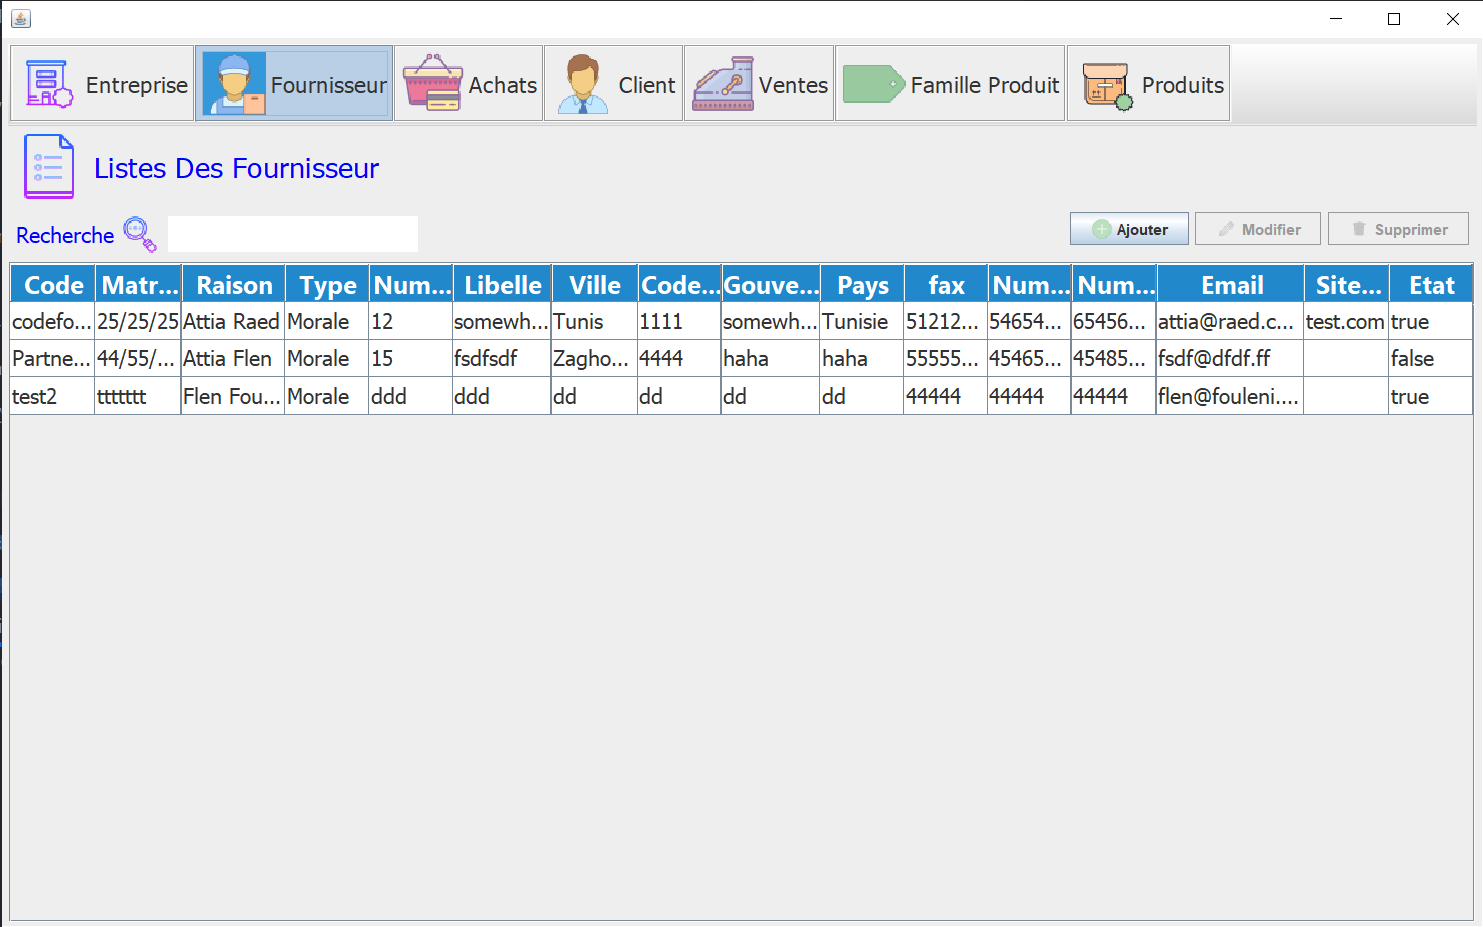 Entreprise Fournisseur Achats Client Ventes Famille Produit Produits
Listes Des Fournisseur
Recherche Ajouter Modifier Supprimer
Code Matr... Raison Type Num... Libelle Ville Code... Gouve... Pays fax Num... Num... Email Site... Etat
codefo... 25/25/25 Attia Raed Morale 12 somewh... Tunis 1111 somewh... Tunisie 51212... 54654... 65456... attia@raed.c... test.com true
Partne... 44/55/... Attia Flen Morale 15 fsdfsdf Zagho... 4444 haha haha 55555... 45465... 45485... fsdf@dfdf.ff false
test2 ttttttt Flen Fou... Morale ddd ddd dd dd dd dd 44444 44444 44444 flen@fouleni.... true